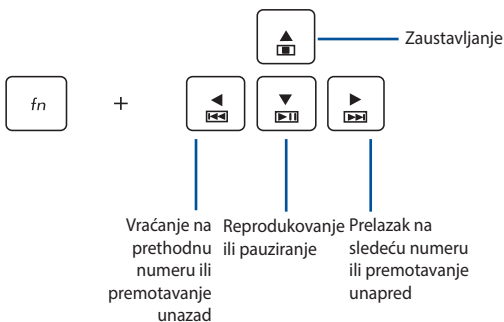 Zaustavljanje
fn
+
Vraćanje na
prethodnu
numeru ili
premotavanje
unazad
Reprodukovanje
ili pauziranje
Prelazak na
sledeću numeru
ili premotavanje
unapred